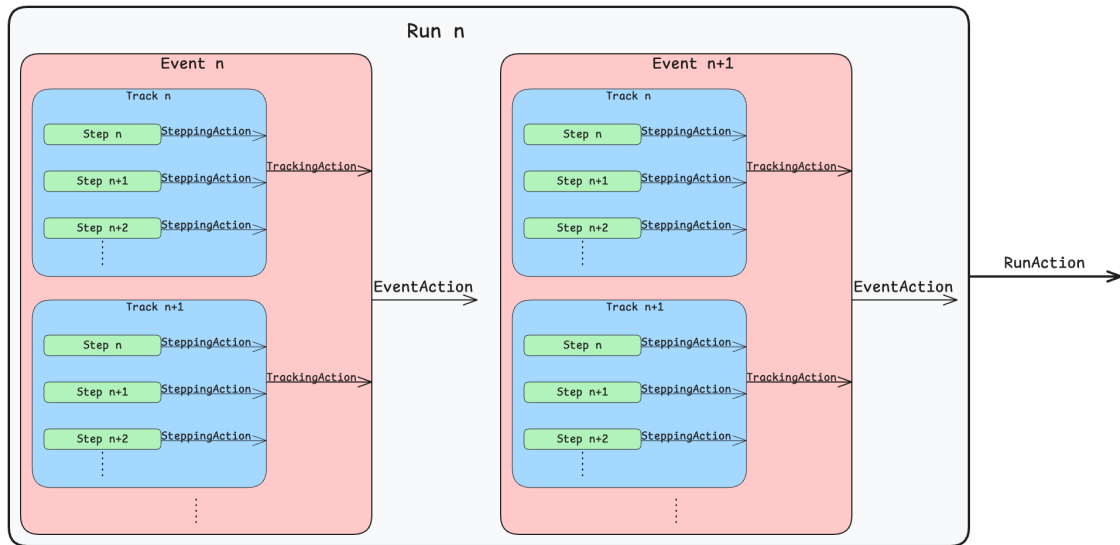 Run n
Event n
Track n
Step n
SteppingAction
Step n+1
SteppingAction
Step n+2
SteppingAction
TrackingAction
Track n+1
Step n
SteppingAction
Step n+1
SteppingAction
Step n+2
SteppingAction
TrackingAction
EventAction
Event n+1
Track n
Step n
SteppingAction
Step n+1
SteppingAction
Step n+2
SteppingAction
TrackingAction
Track n+1
Step n
SteppingAction
Step n+1
SteppingAction
Step n+2
SteppingAction
TrackingAction
EventAction
RunAction